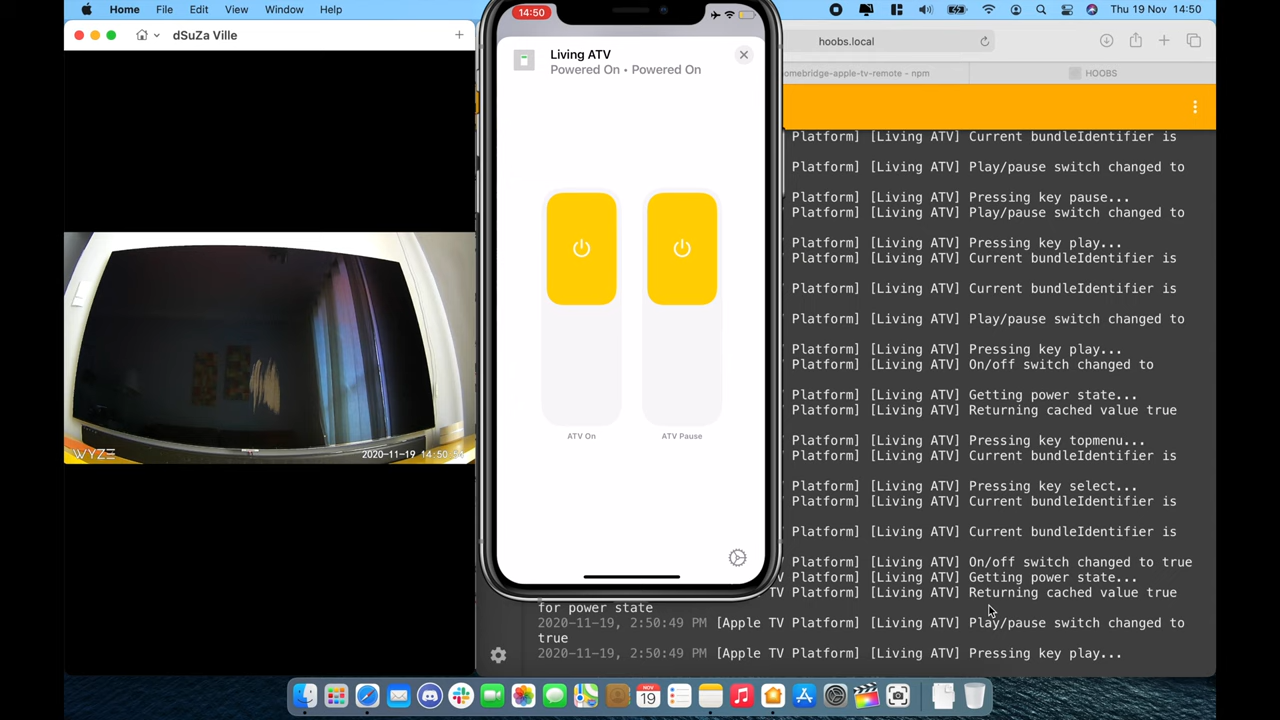 Home File Edit View Window Help
Thu 19 Nov 14:50
dSuZa Ville
WYZE
2020-11-19 14:50:5
14:50
Living ATV
Powered On • Powered On
ATV On
ATV Pause
hoobs.local
omebridge-apple-tv-remote - npm
HOOBS
Platform] [Living ATV] Current bundleIdentifier is
Platform] [Living ATV] Play/pause switch changed to
Platform] [Living ATV] Pressing key pause...
Platform] [Living ATV] Play/pause switch changed to
Platform] [Living ATV] Pressing key play...
Platform] [Living ATV] Current bundleIdentifier is
Platform] [Living ATV] Current bundleIdentifier is
Platform] [Living ATV] Play/pause switch changed to
Platform] [Living ATV] Pressing key play...
Platform] [Living ATV] On/off switch changed to
Platform] [Living ATV] Getting power state...
Platform] [Living ATV] Returning cached value true
Platform] [Living ATV] Pressing key topmenu...
Platform] [Living ATV] Current bundleIdentifier is
Platform] [Living ATV] Pressing key select...
Platform] [Living ATV] Current bundleIdentifier is
Platform] [Living ATV] Current bundleIdentifier is
Platform] [Living ATV] On/off switch changed to true
Platform] [Living ATV] Getting power state...
TV Platform] [Living ATV] Returning cached value true
for power state
2020-11-19, 2:50:49 PM [Apple TV Platform] [Living ATV] Play/pause switch changed to
true
2020-11-19, 2:50:49 PM [Apple TV Platform] [Living ATV] Pressing key play...
NOV
19